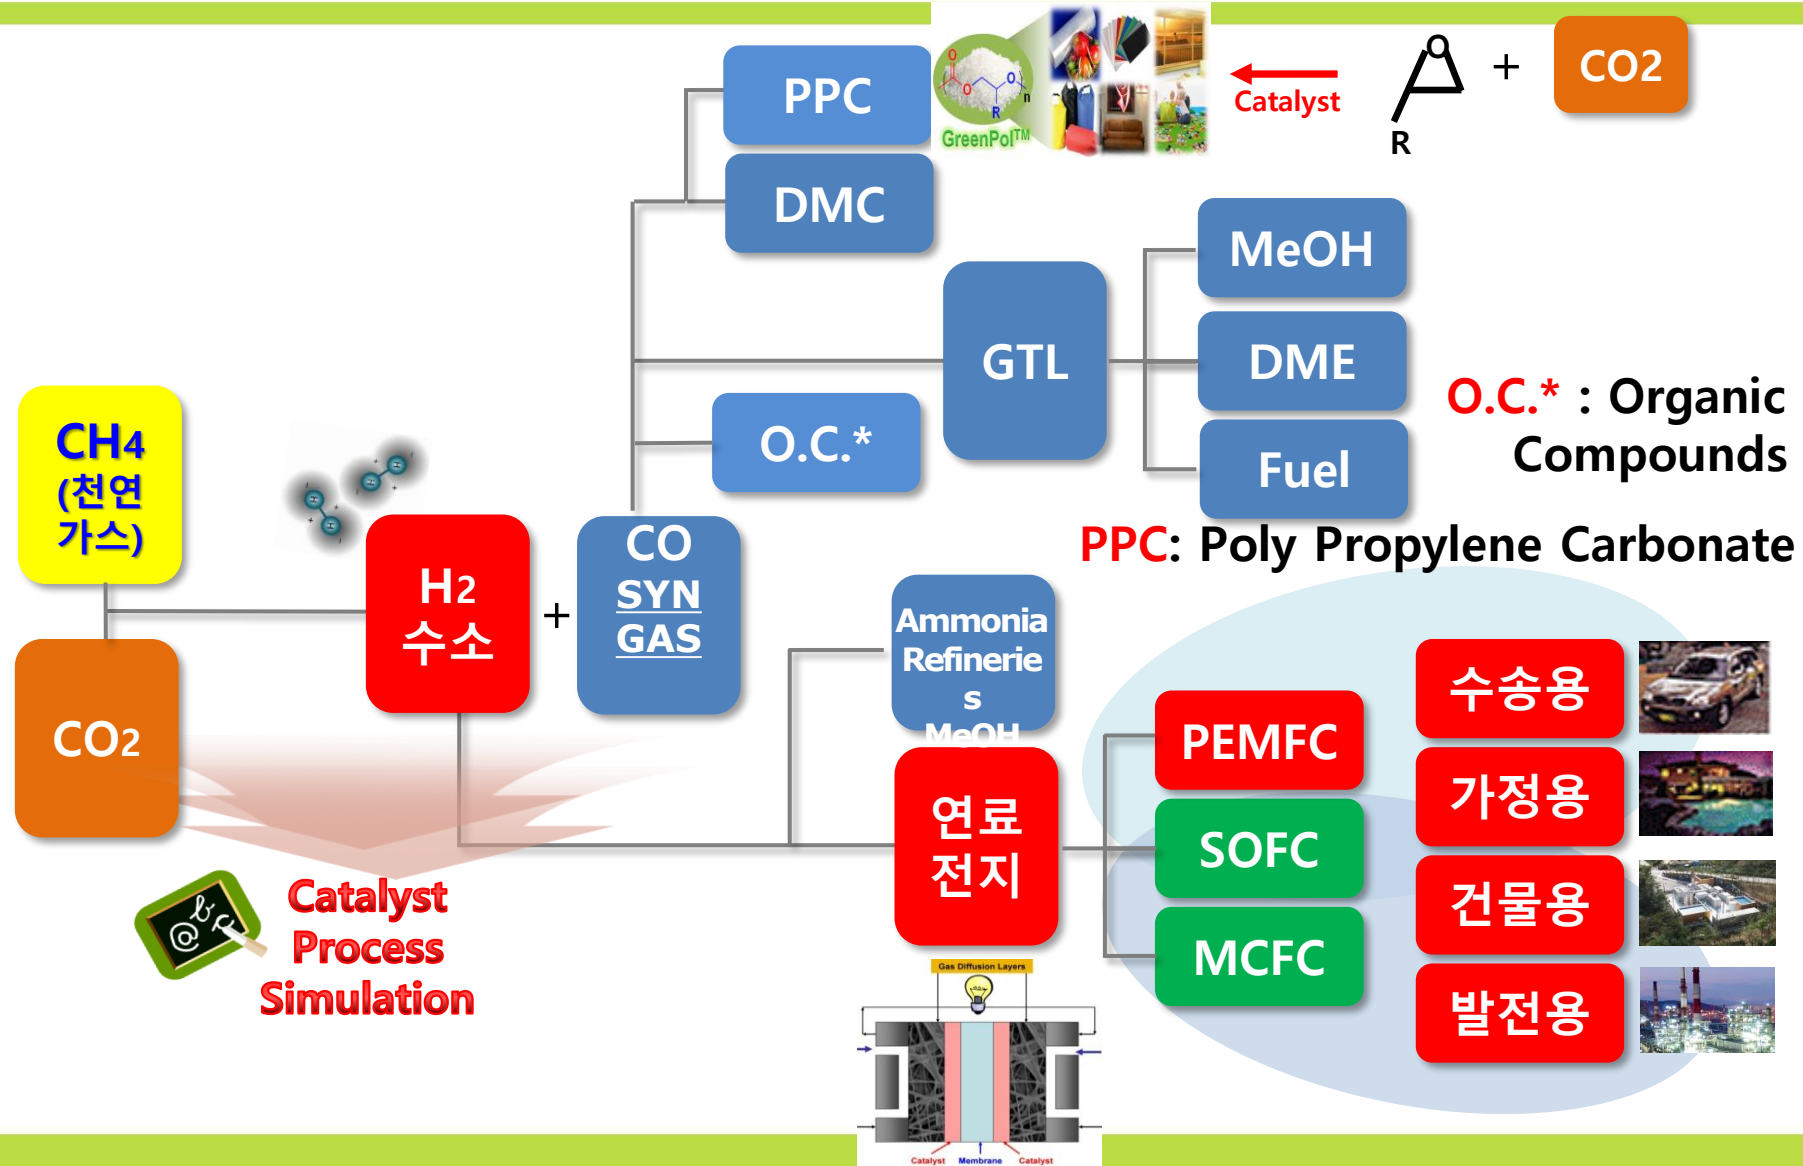 PPC
DMC
O
O
O
n
R
GreenPol™
Catalyst
O
R
+
CO2
MeOH
GTL
DME
Fuel
O.C.*
O.C.* : Organic
Compounds
PPC: Poly Propylene Carbonate
CH4
(천연
가스)
CO2
H2
수소
+
CO
SYN
GAS
Ammonia
Refinerie
s
MeOH
연료
전지
PEMFC
SOFC
MCFC
수송용
가정용
건물용
발전용
@bc
Catalyst
Process
Simulation
Gas Diffusion Layers
Catalyst Membrane Catalyst